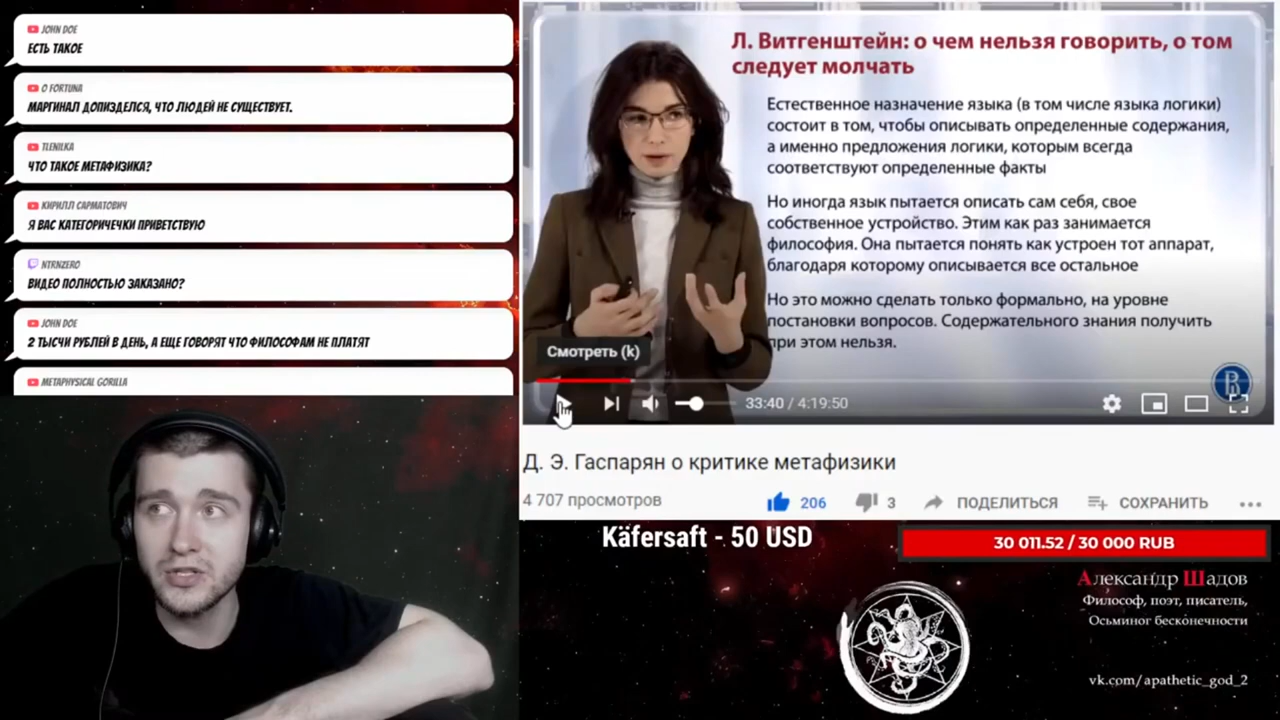 JOHN DOE
ЕСТЬ ТАКОЕ
O FORTUNA
МАРГИНАЛ ДОПИЗДЕЛСЯ, ЧТО ЛЮДЕЙ НЕ СУЩЕСТВУЕТ.
TLENILKA
ЧТО ТАКОЕ МЕТАФИЗИКА?
КИРИЛЛ САРМАТОВИЧ
Я ВАС КАТЕГОРИЧЕЧКИ ПРИВЕТСТВУЮ
NTRNZERO
ВИДЕО ПОЛНОСТЬЮ ЗАКАЗАНО?
JOHN DOE
2 ТЫСЧИ РУБЛЕЙ В ДЕНЬ, А ЕЩЕ ГОВОРЯТ ЧТО ФИЛОСОФАМ НЕ ПЛАТЯТ
METAPHYSICAL GORILLA
Л. Витгенштейн: о чем нельзя говорить, о том
следует молчать
Естественное назначение языка (в том числе языка логики)
состоит в том, чтобы описывать определенные содержания,
а именно предложения логики, которым всегда
соответствуют определенные факты
Но иногда язык пытается описать сам себя, свое
собственное устройство. Этим как раз занимается
философия. Она пытается понять как устроен тот аппарат,
благодаря которому описывается все остальное
Но это можно сделать только формально, на уровне
постановки вопросов. Содержательного знания получить
при этом нельзя.
Смотреть (k)
33:40 / 4:19:50
Д. Э. Гаспарян о критике метафизики
4 707 просмотров
206
3
ПОДЕЛИТЬСЯ
СОХРАНИТЬ
Käfersaft - 50 USD
30 011.52 / 30 000 RUB
Александр Шадов
Философ, поэт, писатель,
Осьминог бесконечности
vk.com/apathetic_god_2